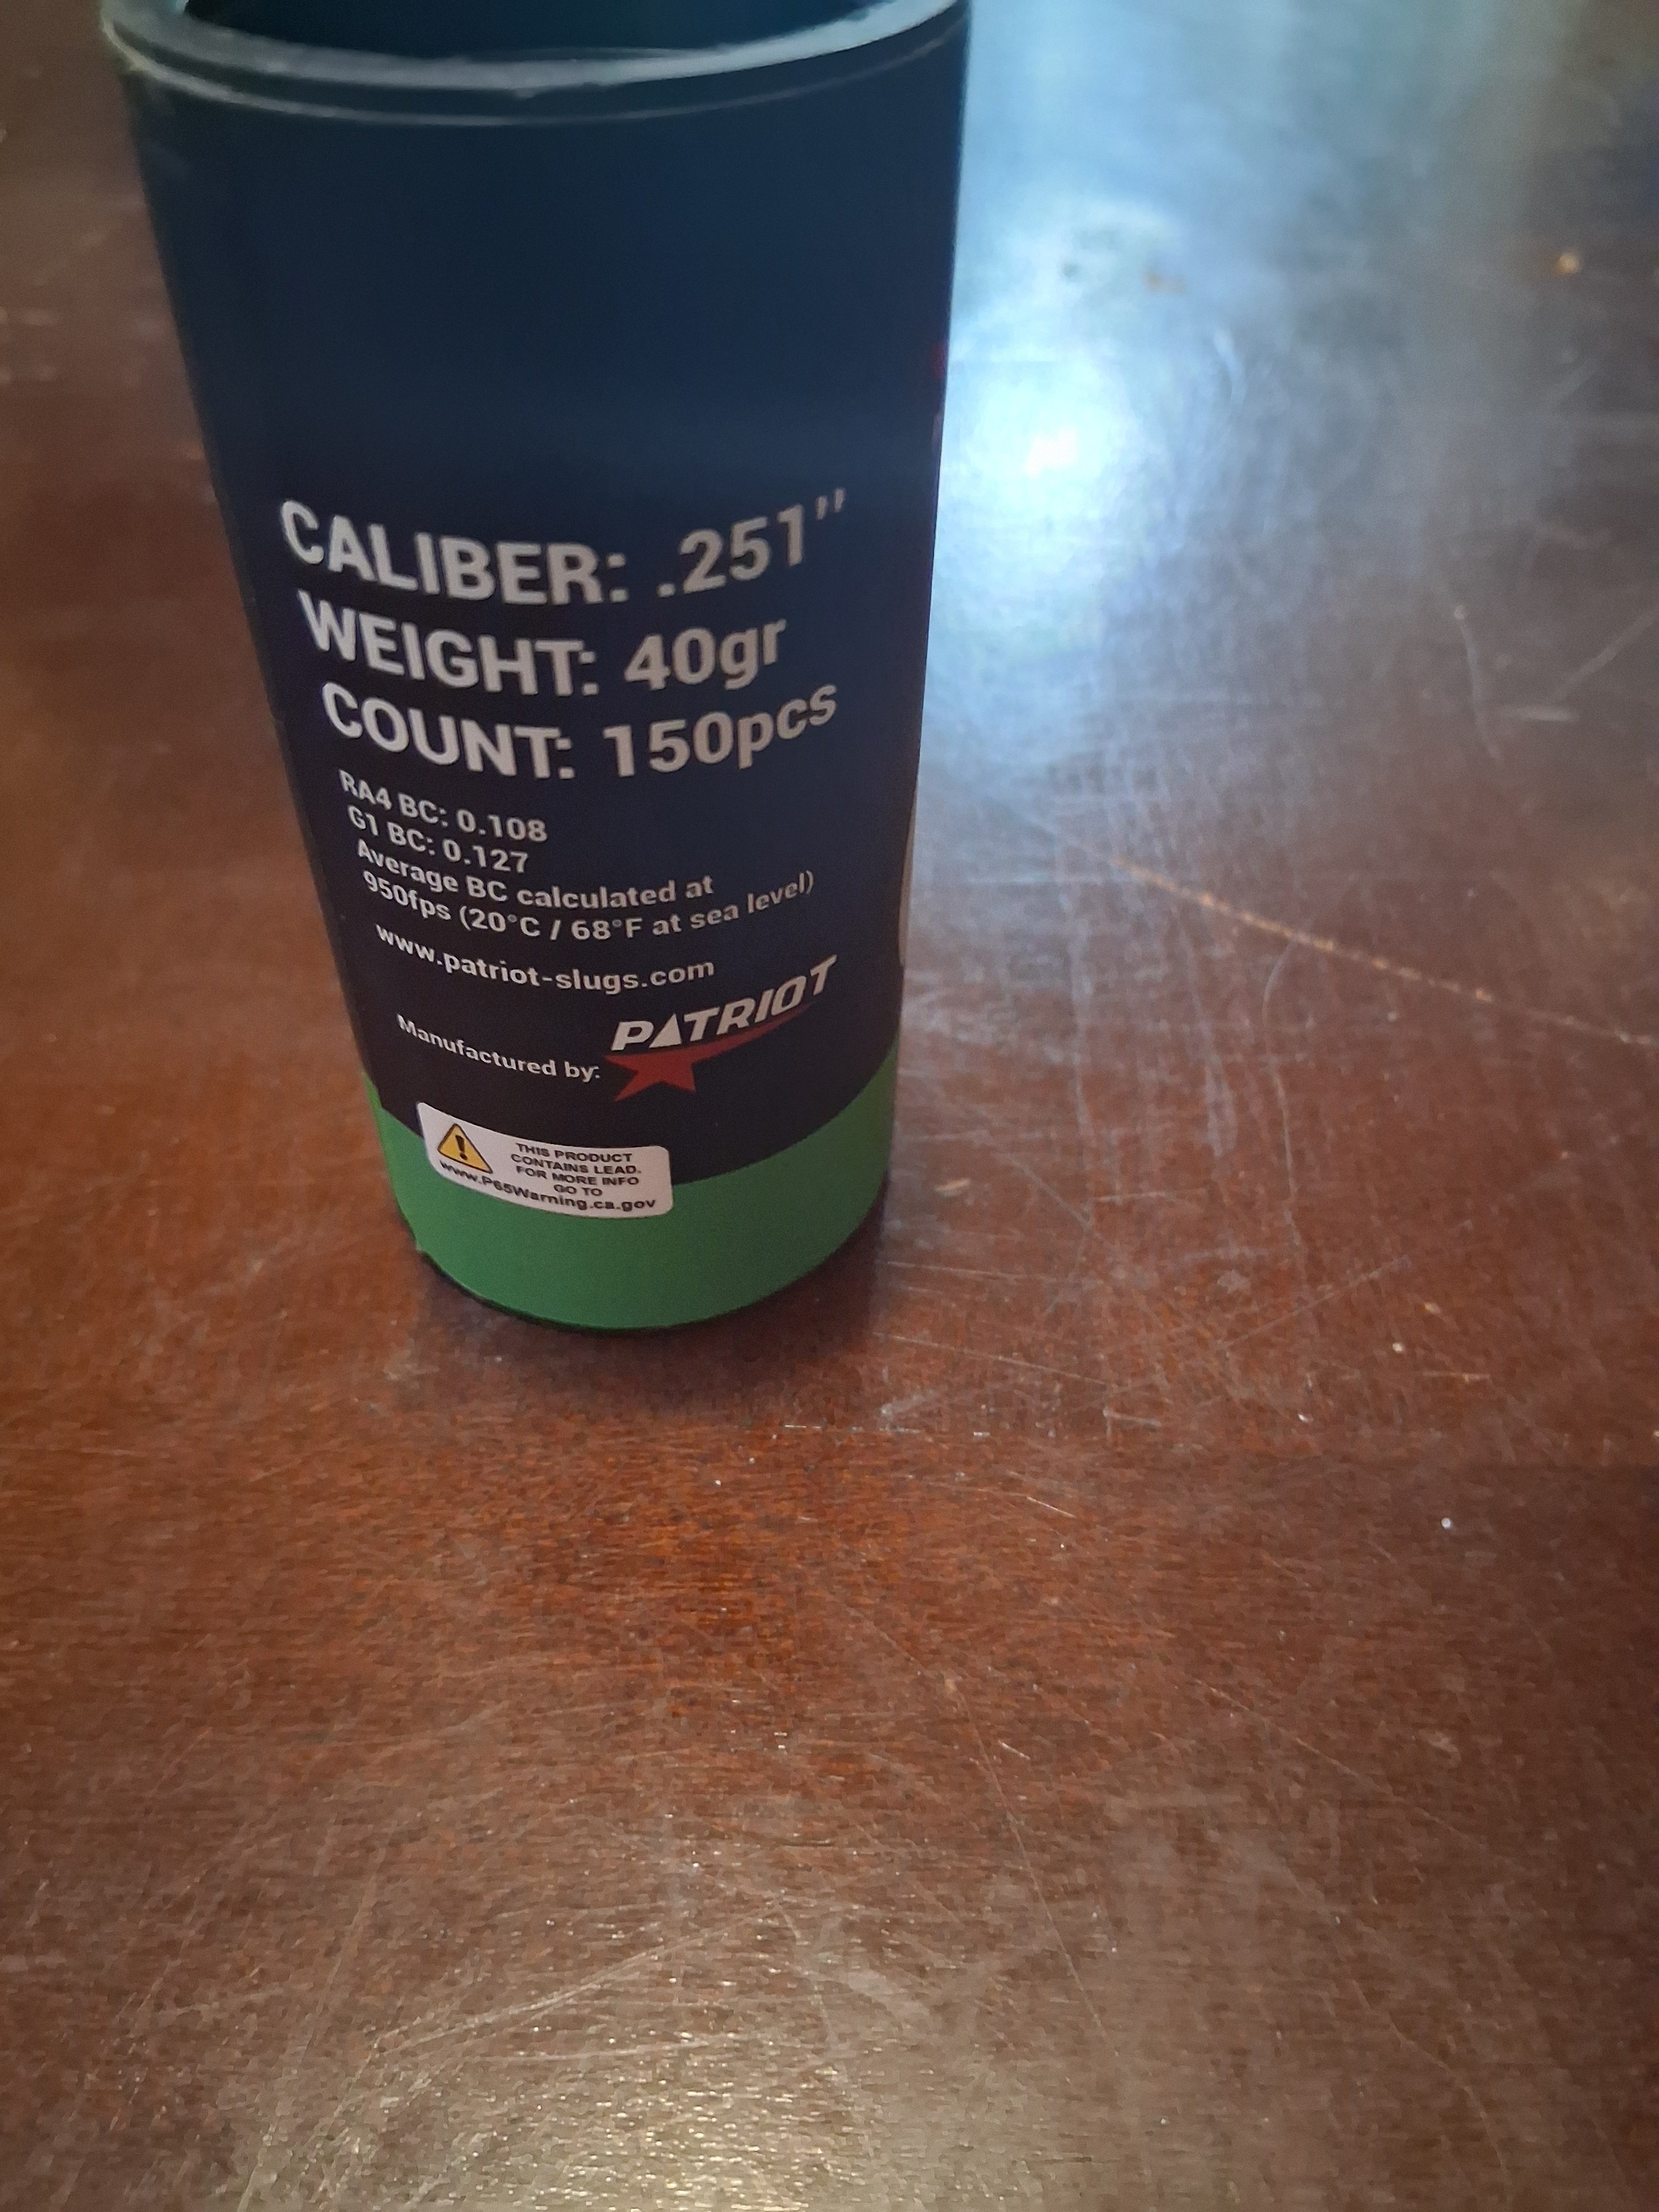 CALIBER: .251”
WEIGHT: 40gr
COUNT: 150pcs
RA4 BC: 0.108
G1 BC: 0.127
Average BC calculated at
950fps (20°C / 68°F at sea level)
www.patriot-slugs.com
Manufactured by: PATRIOT
THIS PRODUCT
CONTAINS LEAD.
FOR MORE INFO
GO TO
www.P65Warning.ca.gov